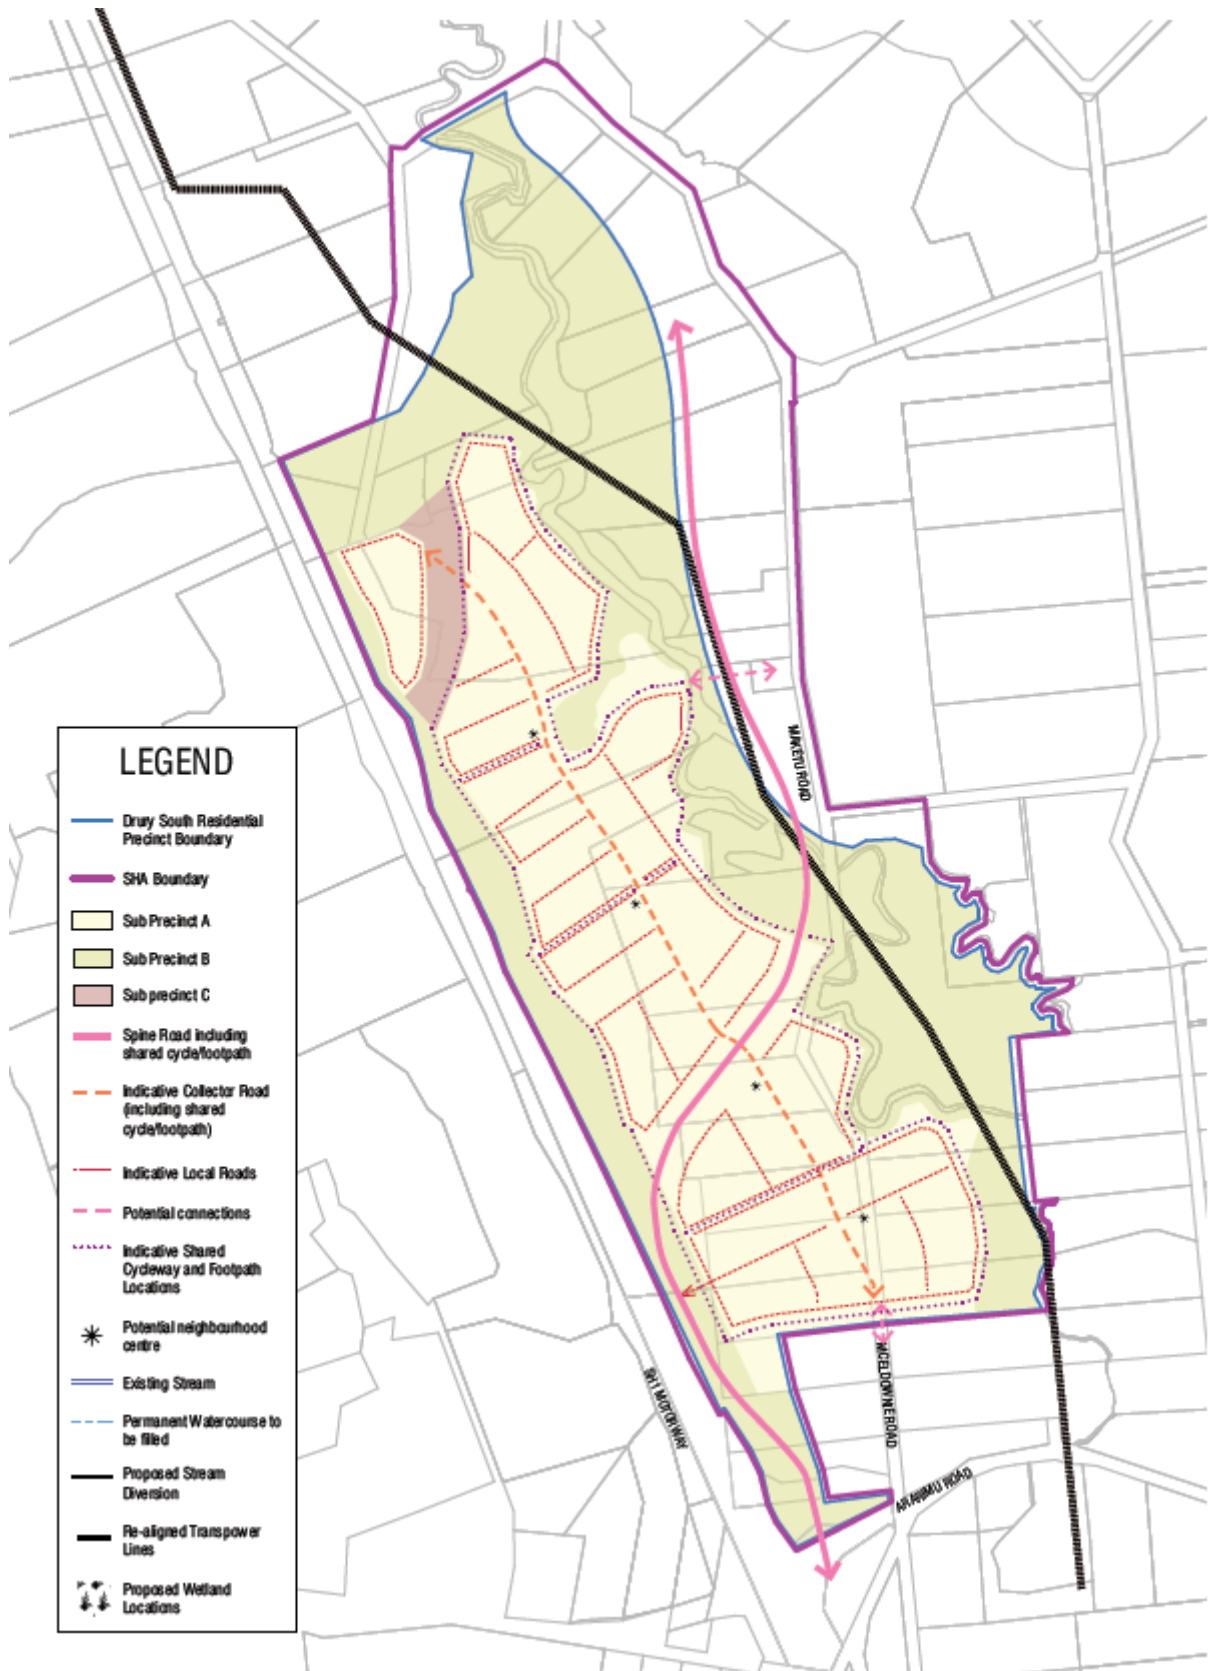 LEGEND
Drury South Residential
Precinct Boundary
SHA Boundary
Sub Precinct A
Sub Precinct B
Sub precinct C
Spine Road including
shared cycle/footpath
Indicative Collector Road
(including shared
cycle/footpath)
Indicative Local Roads
Potential connections
Indicative Shared
Cycleway and Footpath
Locations
Potential neighbourhood
centre
Existing Stream
Permanent Watercourse to
be filled
Proposed Stream
Diversion
Re-aligned Transpower
Lines
Proposed Wetland
Locations
MAKETU ROAD
SH1 MOTORWAY
MCELDOWNIE ROAD
ARARIMU ROAD